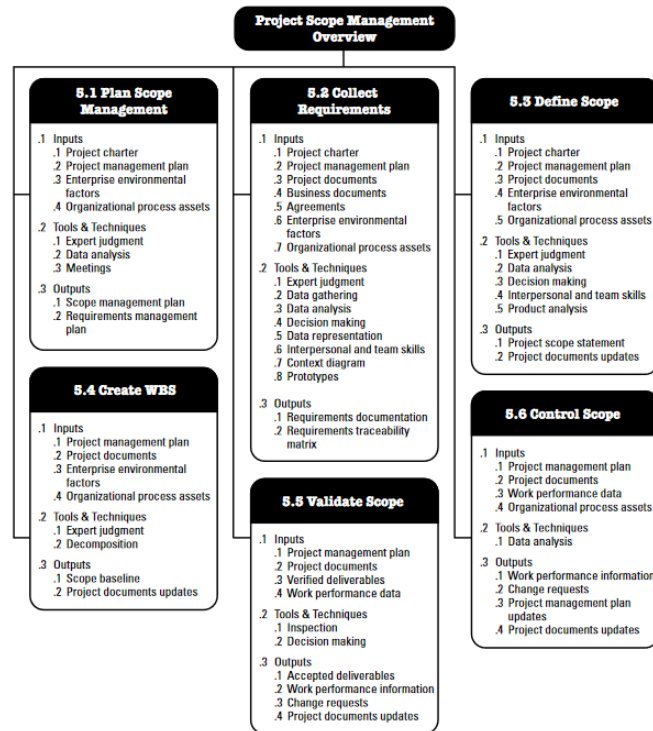 Project Scope Management
Overview
5.1 Plan Scope
Management
.1 Inputs
.1 Project charter
.2 Project management plan
.3 Enterprise environmental
factors
.4 Organizational process assets
.2 Tools & Techniques
.1 Expert judgment
.2 Data analysis
.3 Meetings
.3 Outputs
.1 Scope management plan
.2 Requirements management
plan
5.2 Collect
Requirements
.1 Inputs
.1 Project charter
.2 Project management plan
.3 Project documents
.4 Business documents
.5 Agreements
.6 Enterprise environmental
factors
.7 Organizational process assets
.2 Tools & Techniques
.1 Expert judgment
.2 Data gathering
.3 Data analysis
.4 Decision making
.5 Data representation
.6 Interpersonal and team skills
.7 Context diagram
.8 Prototypes
.3 Outputs
.1 Requirements documentation
.2 Requirements traceability
matrix
5.3 Define Scope
.1 Inputs
.1 Project charter
.2 Project management plan
.3 Project documents
.4 Enterprise environmental
factors
.5 Organizational process assets
.2 Tools & Techniques
.1 Expert judgment
.2 Data analysis
.3 Decision making
.4 Interpersonal and team skills
.5 Product analysis
.3 Outputs
.1 Project scope statement
.2 Project documents updates
5.4 Create WBS
.1 Inputs
.1 Project management plan
.2 Project documents
.3 Enterprise environmental
factors
.4 Organizational process assets
.2 Tools & Techniques
.1 Expert judgment
.2 Decomposition
.3 Outputs
.1 Scope baseline
.2 Project documents updates
5.5 Validate Scope
.1 Inputs
.1 Project management plan
.2 Project documents
.3 Verified deliverables
.4 Work performance data
.2 Tools & Techniques
.1 Inspection
.2 Decision making
.3 Outputs
.1 Accepted deliverables
.2 Work performance information
.3 Change requests
.4 Project documents updates
5.6 Control Scope
.1 Inputs
.1 Project management plan
.2 Project documents
.3 Work performance data
.4 Organizational process assets
.2 Tools & Techniques
.1 Data analysis
.3 Outputs
.1 Work performance information
.2 Change requests
.3 Project management plan
updates
.4 Project documents updates